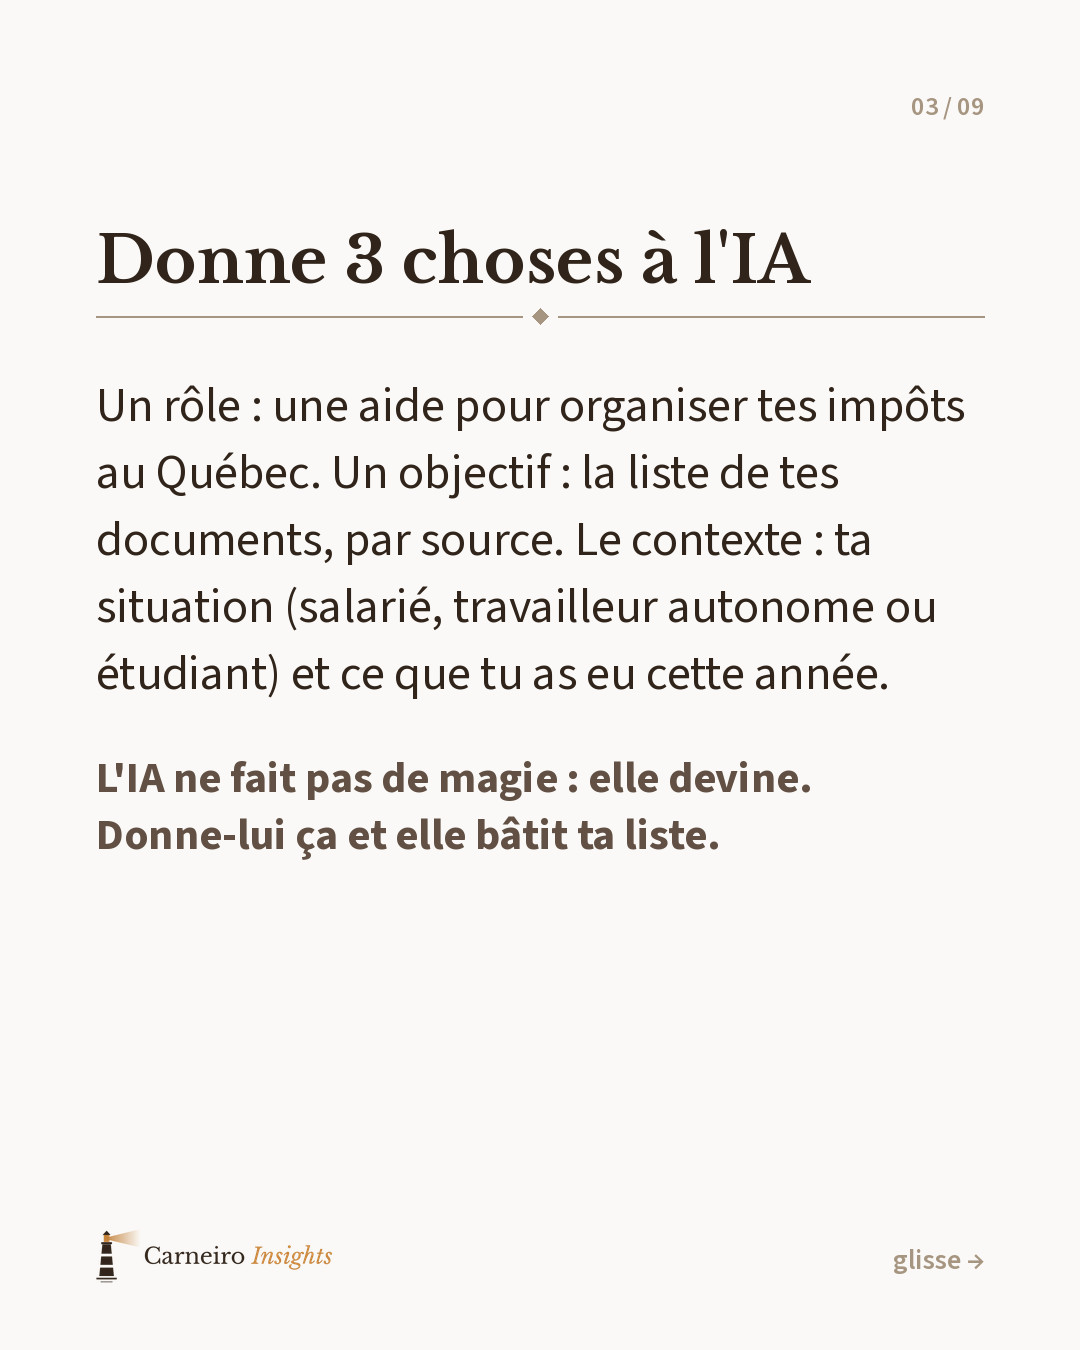 03 / 09
Donne 3 choses à l'IA
Un rôle : une aide pour organiser tes impôts
au Québec. Un objectif : la liste de tes
documents, par source. Le contexte : ta
situation (salarié, travailleur autonome ou
étudiant) et ce que tu as eu cette année.
L'IA ne fait pas de magie : elle devine.
Donne-lui ça et elle bâtit ta liste.
Carneiro Insights
glisse →